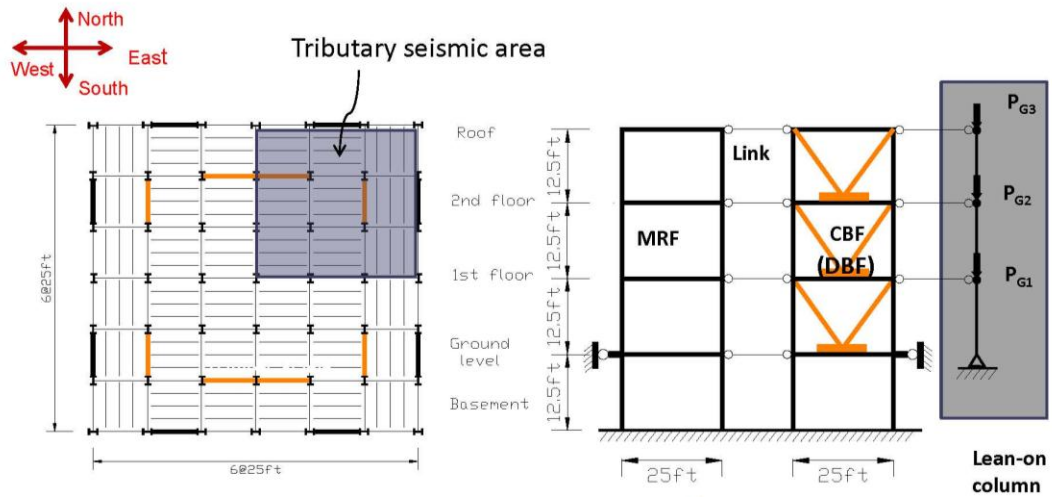 North
West
East
South
Tributary seismic area
6@25ft
6@25ft
Roof
2nd floor
1st floor
Ground
level
Basement
12.5ft
12.5ft
12.5ft
12.5ft
MRF
Link
CBF
(DBF)
25ft
25ft
PG3
PG2
PG1
Lean-on
column